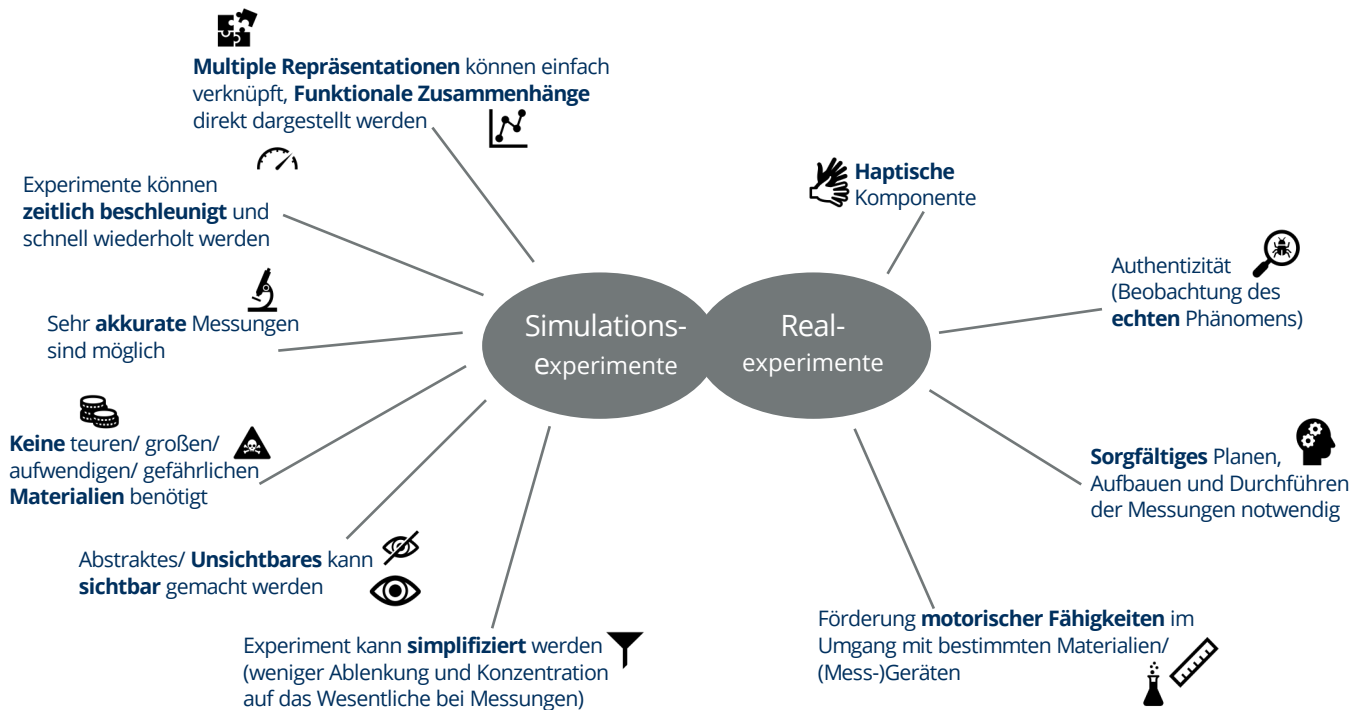 Multiple Repräsentationen können einfach
verknüpft, Funktionale Zusammenhänge
direkt dargestellt werden
Experimente können
zeitlich beschleunigt und
schnell wiederholt werden
Sehr akkurate Messungen
sind möglich
Keine teuren/ großen/
aufwendigen/ gefährlichen
Materialien benötigt
Abstraktes/ Unsichtbares kann
sichtbar gemacht werden
Experiment kann simplifiziert werden
(weniger Ablenkung und Konzentration
auf das Wesentliche bei Messungen)
Simulations-
experimente
Real-
experimente
Haptische
Komponente
Authentizität
(Beobachtung des
echten Phänomens)
Sorgfältiges Planen,
Aufbauen und Durchführen
der Messungen notwendig
Förderung motorischer Fähigkeiten im
Umgang mit bestimmten Materialien/
(Mess-)Geräten